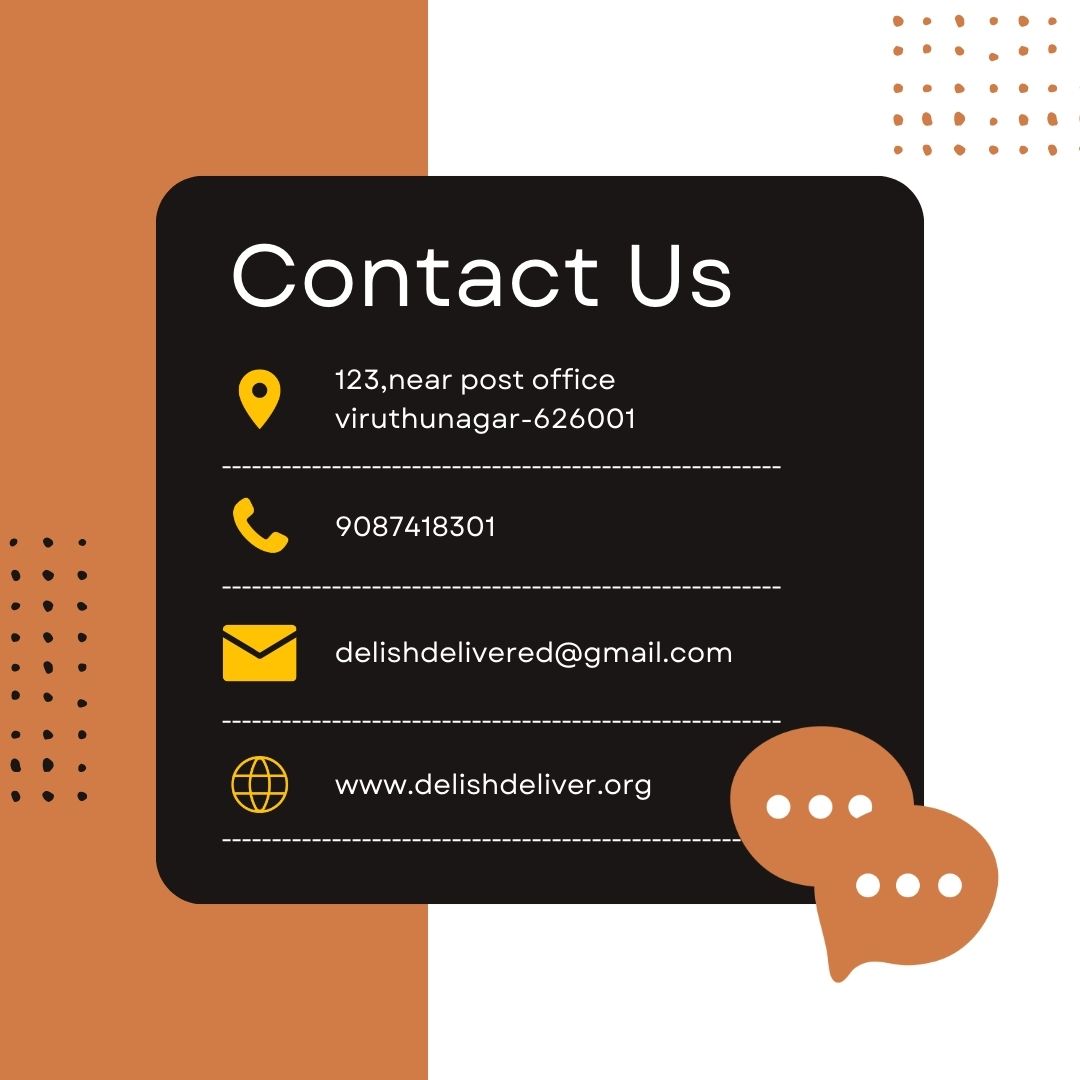 Contact Us
123,near post office
viruthunagar-626001
9087418301
delishdelivered@gmail.com
www.delishdeliver.org